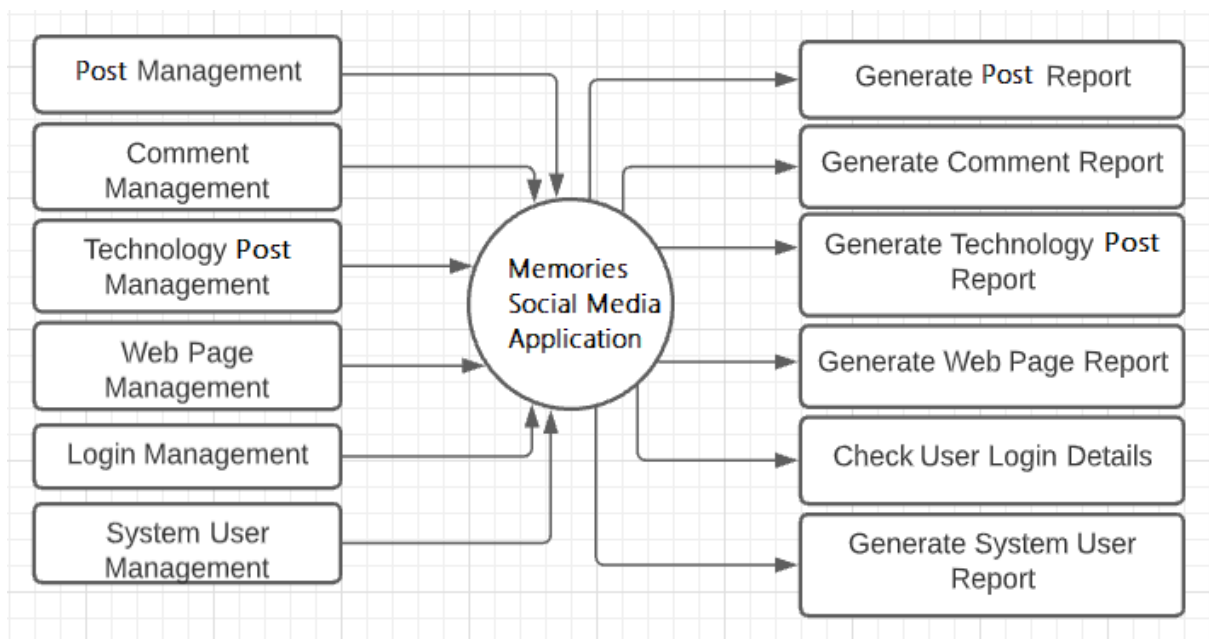 Post Management
Comment
Management
Technology Post
Management
Web Page
Management
Login Management
System User
Management
Memories
Social Media
Application
Generate Post Report
Generate Comment Report
Generate Technology Post
Report
Generate Web Page Report
Check User Login Details
Generate System User
Report